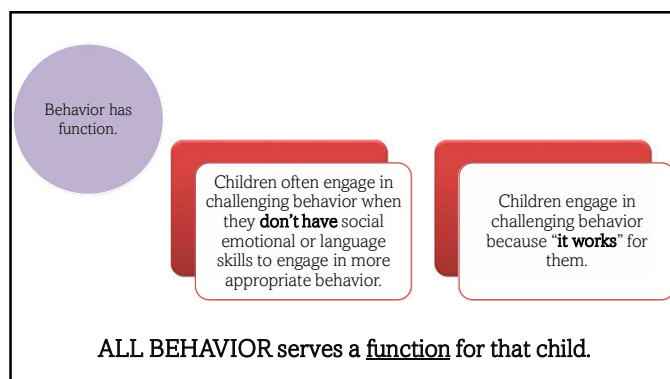 Behavior has
function.
Children often engage in
challenging behavior when
they don't have social
emotional or language
skills to engage in more
appropriate behavior.
Children engage in
challenging behavior
because “it works” for
them.
ALL BEHAVIOR serves a function for that child.